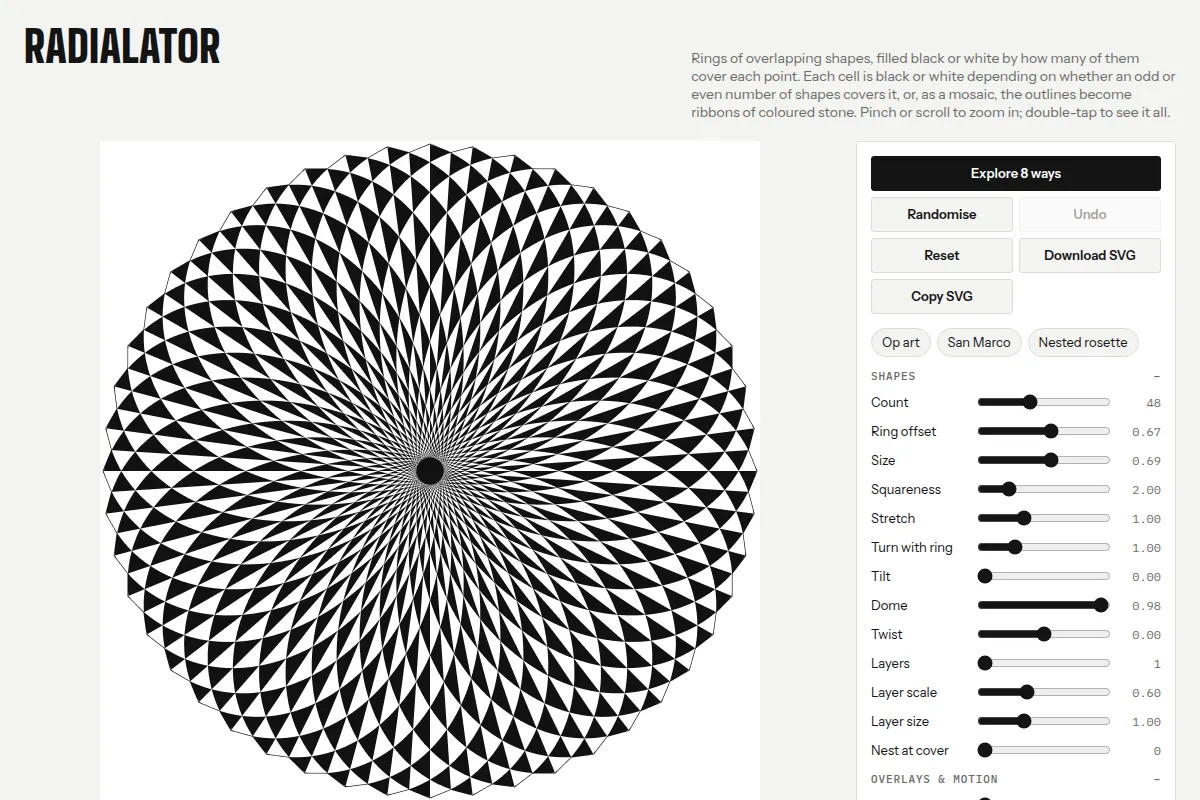 RADIALATOR
Rings of overlapping shapes, filled black or white by how many of them
cover each point. Each cell is black or white depending on whether an odd or
even number of shapes covers it, or, as a mosaic, the outlines become
ribbons of coloured stone. Pinch or scroll to zoom in; double-tap to see it all.
Explore 8 ways
Randomise Undo
Reset Download SVG
Copy SVG
Op art San Marco Nested rosette
SHAPES –
Count 48
Ring offset 0.67
Size 0.69
Squareness 2.00
Stretch 1.00
Turn with ring 1.00
Tilt 0.00
Dome 0.98
Twist 0.00
Layers 1
Layer scale 0.60
Layer size 1.00
Nest at cover 0
OVERLAYS & MOTION –